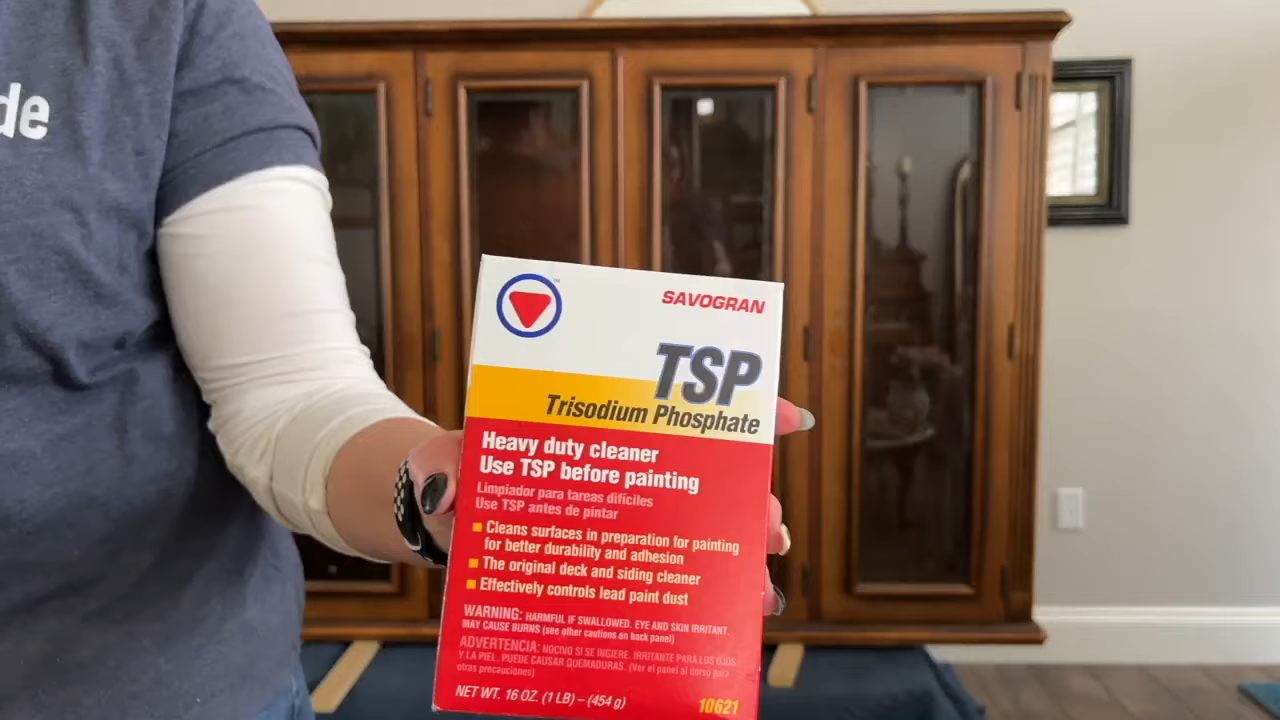 de
SAVOGRAN
TSP
Trisodium Phosphate
Heavy duty cleaner
Use TSP before painting
Limpiador para tareas difíciles
Use TSP antes de pintar
Cleans surfaces in preparation for painting
for better durability and adhesion
The original deck and siding cleaner
Effectively controls lead paint dust
WARNING: HARMFUL IF SWALLOWED. EYE AND SKIN IRRITANT.
MAY CAUSE BURNS (see other cautions on back panel)
ADVERTENCIA: NOCIVO SI SE INGIERE. IRRITANTE PARA LOS OJOS
Y LA PIEL. PUEDE CAUSAR QUEMADURAS. (Ver el panel al dorso para
otras precauciones)
NET WT. 16 OZ. (1 LB) – (454 g)
10621